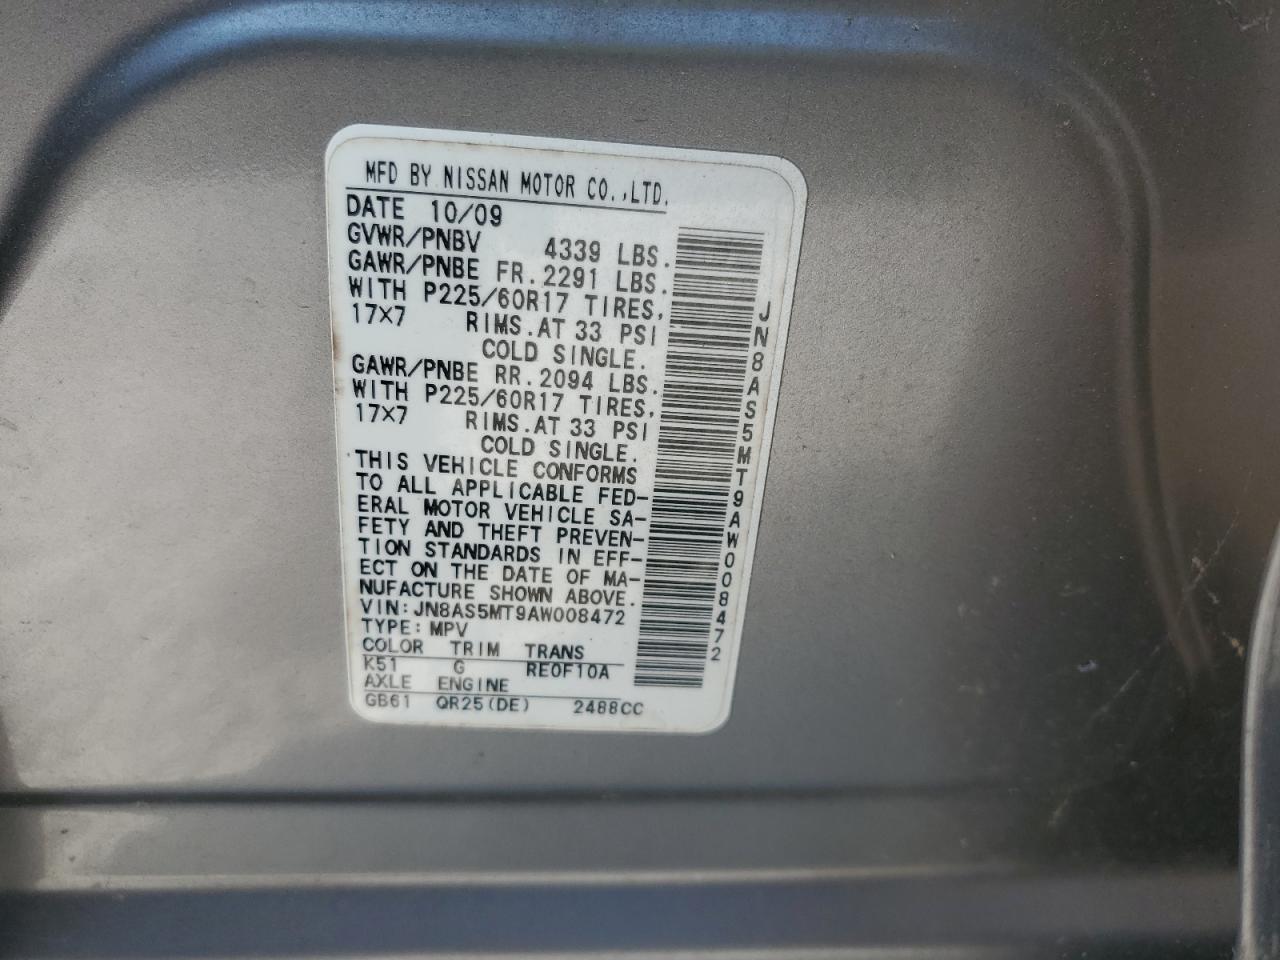 MFD BY NISSAN MOTOR CO.,LTD.
DATE 10/09
GVWR/PNBV 4339 LBS.
GAWR/PNBE FR.2291 LBS.
WITH P225/60R17 TIRES,
17X7 RIMS.AT 33 PSI
COLD SINGLE.
GAWR/PNBE RR.2094 LBS.
WITH P225/60R17 TIRES,
17X7 RIMS.AT 33 PSI
COLD SINGLE.
THIS VEHICLE CONFORMS
TO ALL APPLICABLE FED-
ERAL MOTOR VEHICLE SA-
FETY AND THEFT PREVEN-
TION STANDARDS IN EFF-
ECT ON THE DATE OF MA-
NUFACTURE SHOWN ABOVE.
VIN:JN8AS5MT9AW008472
TYPE:MPV
COLOR TRIM TRANS
K51 G RE0F10A
AXLE ENGINE
GB61 QR25(DE) 2488CC
JN8AS5MT9AW008472